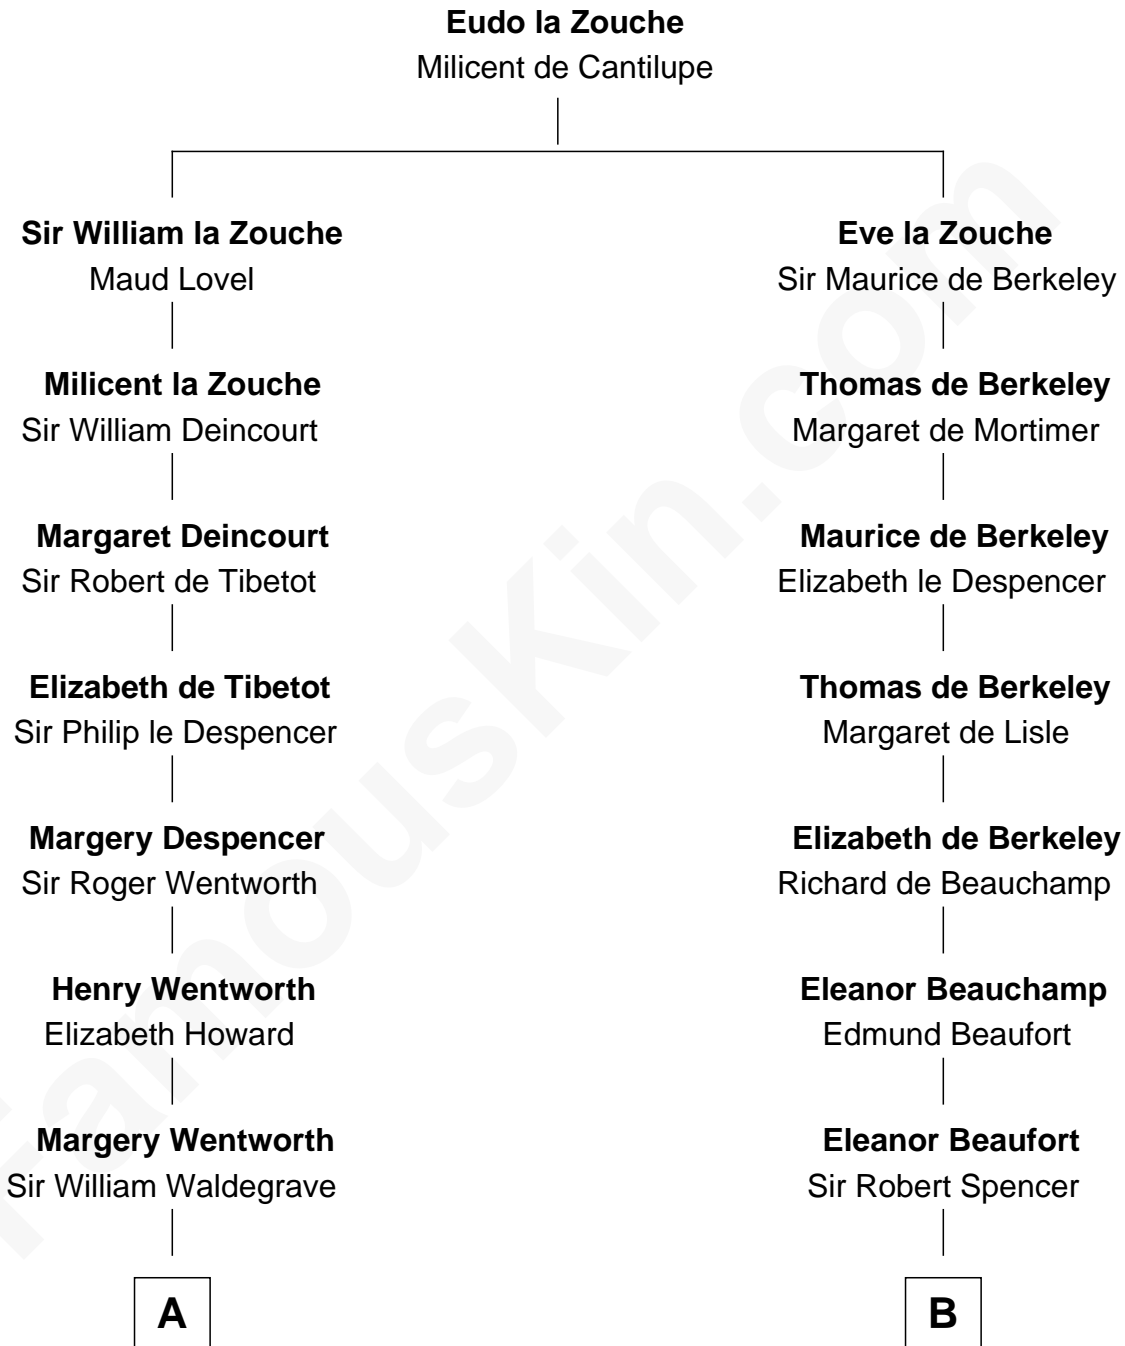 Eudo la Zouche
Milicent de Cantilupe
Sir William la Zouche
Maud Lovel
Eve la Zouche
Sir Maurice de Berkeley
Milicent la Zouche
Sir William Deincourt
Thomas de Berkeley
Margaret de Mortimer
Margaret Deincourt
Sir Robert de Tibetot
Maurice de Berkeley
Elizabeth le Despencer
Elizabeth de Tibetot
Sir Philip le Despencer
Thomas de Berkeley
Margaret de Lisle
Margery Despencer
Sir Roger Wentworth
Elizabeth de Berkeley
Richard de Beauchamp
Henry Wentworth
Elizabeth Howard
Eleanor Beauchamp
Edmund Beaufort
Margery Wentworth
Sir William Waldegrave
Eleanor Beaufort
Sir Robert Spencer
A
B
FamousKin.com